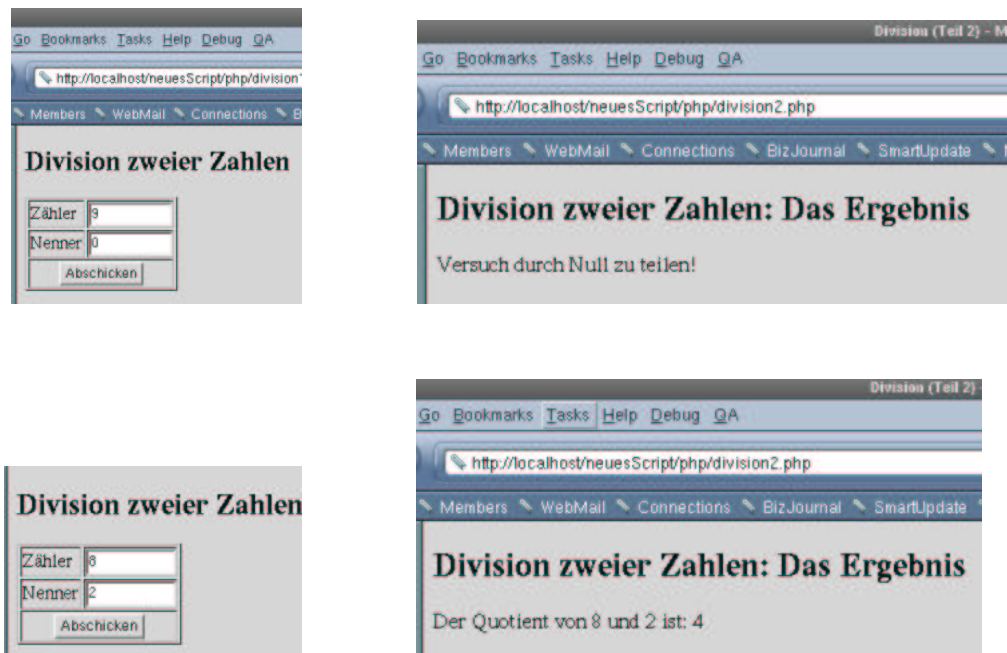 Go Bookmarks Tasks Help Debug QA
http://localhost/neuesScript/php/division
Members WebMail Connections B
Division zweier Zahlen
Zähler 9
Nenner 0
Abschicken
Division (Teil 2) - M
Go Bookmarks Tasks Help Debug QA
http://localhost/neuesScript/php/division2.php
Members WebMail Connections BizJournal SmartUpdate
Division zweier Zahlen: Das Ergebnis
Versuch durch Null zu teilen!
Division zweier Zahlen
Zähler 8
Nenner 2
Abschicken
Division (Teil 2) -
Go Bookmarks Tasks Help Debug QA
http://localhost/neuesScript/php/division2.php
Members WebMail Connections BizJournal SmartUpdate
Division zweier Zahlen: Das Ergebnis
Der Quotient von 8 und 2 ist: 4